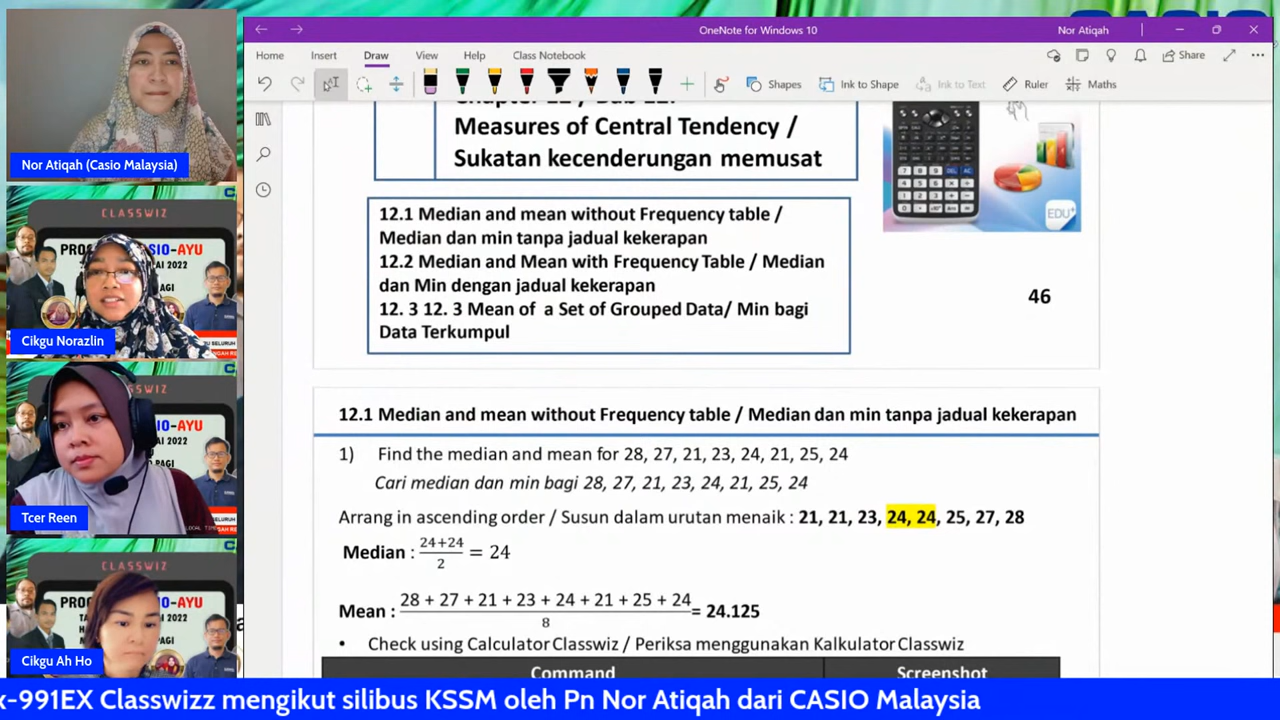 OneNote for Windows 10
Nor Atiqah
Home Insert Draw View Help Class Notebook
Share
Shapes Ink to Shape Ink to Text Ruler Maths
Measures of Central Tendency /
Sukatan kecenderungan memusat
EDU+
12.1 Median and mean without Frequency table /
Median dan min tanpa jadual kekerapan
12.2 Median and Mean with Frequency Table / Median
dan Min dengan jadual kekerapan
12. 3 12. 3 Mean of a Set of Grouped Data/ Min bagi
Data Terkumpul
46
12.1 Median and mean without Frequency table / Median dan min tanpa jadual kekerapan
1) Find the median and mean for 28, 27, 21, 23, 24, 21, 25, 24
Cari median dan min bagi 28, 27, 21, 23, 24, 21, 25, 24
Arrang in ascending order / Susun dalam urutan menaik : 21, 21, 23, 24, 24, 25, 27, 28
Median : 24+24
2
= 24
Mean : 28 + 27 + 21 + 23 + 24 + 21 + 25 + 24
8
= 24.125
• Check using Calculator Classwiz / Periksa menggunakan Kalkulator Classwiz
Command Screenshot
Nor Atiqah (Casio Malaysia)
CLASSWIZ
Cikgu Norazlin
CLASSWIZ
Tcer Reen
CLASSWIZ
Cikgu Ah Ho
x-991EX Classwizz mengikut silibus KSSM oleh Pn Nor Atiqah dari CASIO Malaysia